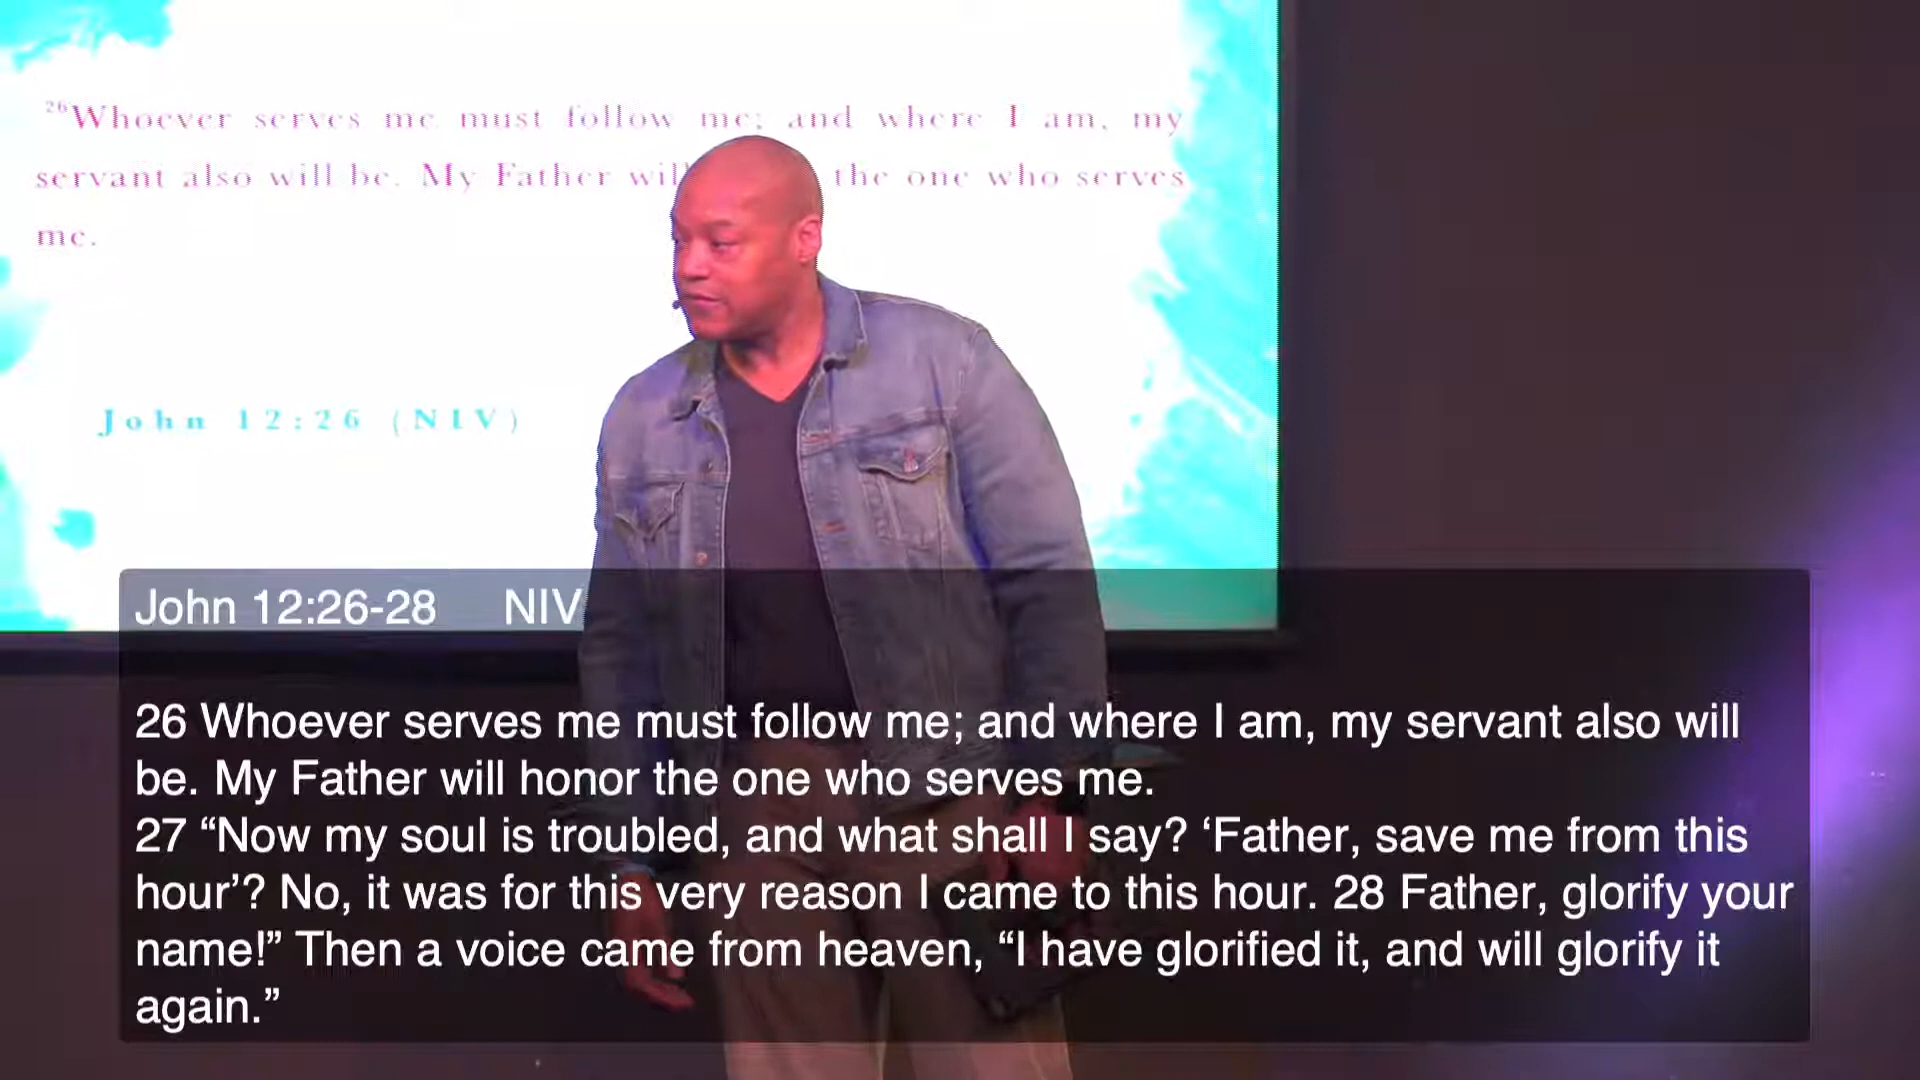 26Whoever serves me must follow me; and where I am, my
servant also will be. My Father will the one who serves
me.
John 12:26 (NIV)
John 12:26-28 NIV
26 Whoever serves me must follow me; and where I am, my servant also will
be. My Father will honor the one who serves me.
27 “Now my soul is troubled, and what shall I say? ‘Father, save me from this
hour’? No, it was for this very reason I came to this hour. 28 Father, glorify your
name!” Then a voice came from heaven, “I have glorified it, and will glorify it
again.”